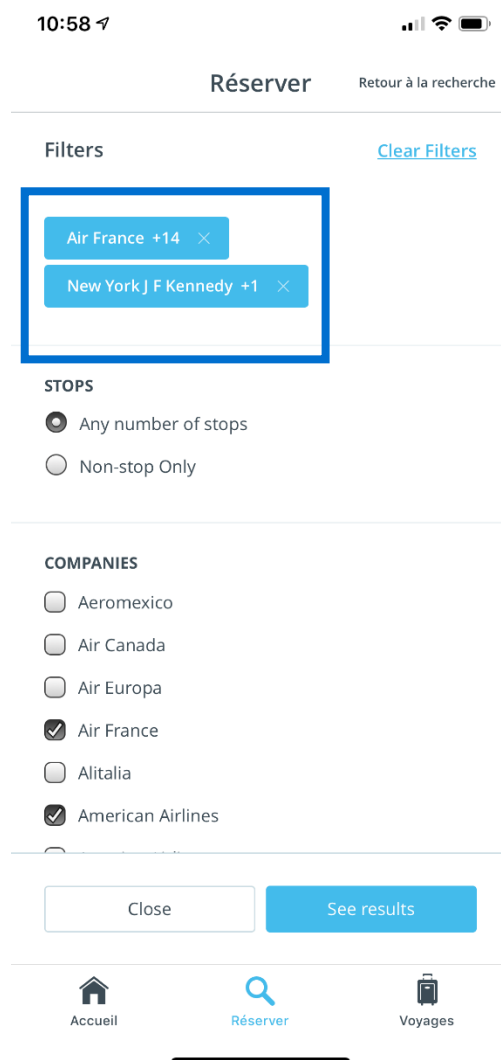 10:58
Réserver
Retour à la recherche
Filters
Clear Filters
Air France +14 ×
New York J F Kennedy +1 ×
STOPS
Any number of stops
Non-stop Only
COMPANIES
Aeromexico
Air Canada
Air Europa
Air France
Alitalia
American Airlines
Close
See results
Accueil
Réserver
Voyages